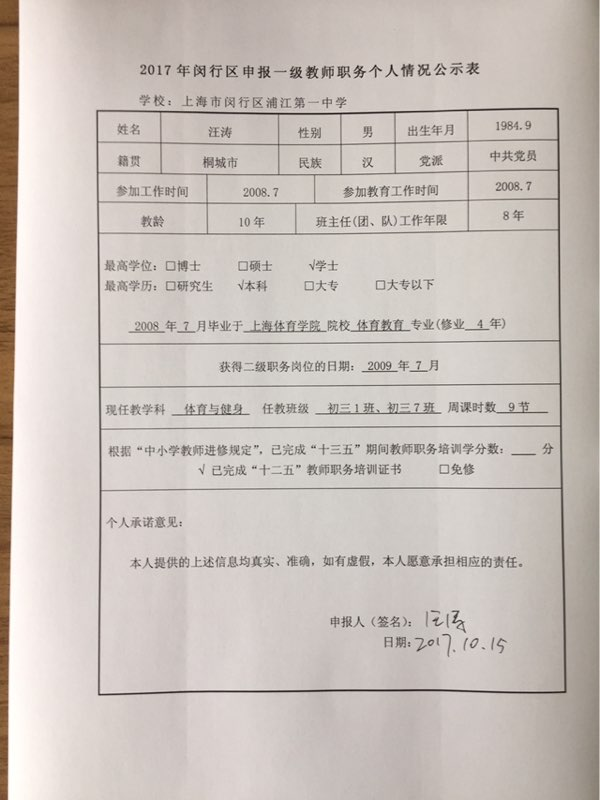 2017年闵行区申报一级教师职务个人情况公示表
学校：上海市闵行区浦江第一中学
姓名 汪涛 性别 男 出生年月 1984.9
籍贯 桐城市 民族 汉 党派 中共党员
参加工作时间 2008.7 参加教育工作时间 2008.7
教龄 10年 班主任(团、队)工作年限 8年
最高学位：□博士 □硕士 √学士
最高学历：□研究生 √本科 □大专 □大专以下
2008 年 7 月毕业于 上海体育学院 院校 体育教育 专业(修业 4 年)
获得二级职务岗位的日期：2009 年 7 月
现任教学科 体育与健身 任教班级 初三1班、初三7班 周课时数 9节
根据“中小学教师进修规定”，已完成“十三五”期间教师职务培训学分数：____ 分
√ 已完成“十二五”教师职务培训证书 □免修
个人承诺意见：
本人提供的上述信息均真实、准确，如有虚假，本人愿意承担相应的责任。
申报人（签名）：汪涛
日期：2017.10.15